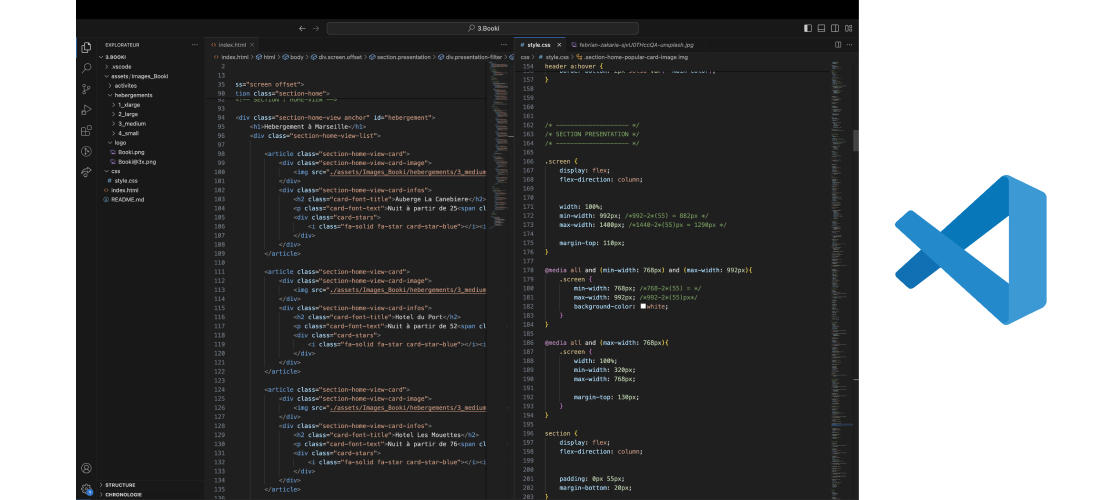 3.Booki
EXPLORATEUR
3.BOOKI
.vscode
assets/Images_Booki
activites
hebergements
1_xlarge
2_large
3_medium
4_small
logo
Booki.png
Booki@3x.png
css
style.css
index.html
README.md
STRUCTURE
CHRONOLOGIE
index.html
index.html > html > body > div.screen.offset > section.presentation > div.presentation-filter
2
13
35 ss="screen offset">
90 tion class="section-home">
92 <!-- SECTION : HOME-VIEW -->
93
94 <div class="section-home-view anchor" id="hebergement">
95 <h1>Hebergement à Marseille</h1>
96 <div class="section-home-view-list">
97
98 <article class="section-home-view-card">
99 <div class="section-home-view-card-image">
100 <img src="./assets/Images_Booki/hebergements/3_medium
101 </div>
102 <div class="section-home-view-card-infos">
103 <h2 class="card-font-title">Auberge La Canebiere</h2>
104 <p class="card-font-text">Nuit à partir de 25<span cl
105 <div class="card-stars">
106 <i class="fa-solid fa-star card-star-blue"></i><i
107 </div>
108 </div>
109 </article>
110
111 <article class="section-home-view-card">
112 <div class="section-home-view-card-image">
113 <img src="./assets/Images_Booki/hebergements/3_medium
114 </div>
115 <div class="section-home-view-card-infos">
116 <h2 class="card-font-title">Hotel du Port</h2>
117 <p class="card-font-text">Nuit à partir de 52<span cl
118 <div class="card-stars">
119 <i class="fa-solid fa-star card-star-blue"></i><i
120 </div>
121 </div>
122 </article>
123
124 <article class="section-home-view-card">
125 <div class="section-home-view-card-image">
126 <img src="./assets/Images_Booki/hebergements/3_medium
127 </div>
128 <div class="section-home-view-card-infos">
129 <h2 class="card-font-title">Hotel Les Mouettes</h2>
130 <p class="card-font-text">Nuit à partir de 76<span cl
131 <div class="card-stars">
132 <i class="fa-solid fa-star card-star-blue"></i><i
133 </div>
134 </div>
135 </article>
136
style.css
febrian-zakaria-sjvU0THccQA-unsplash.jpg
css > style.css > .section-home-popular-card-image img
154 header a:hover {
157 }
158
159
160
161
162 /* --------------------- */
163 /* SECTION PRESENTATION */
164 /* --------------------- */
165
166 .screen {
167 display: flex;
168 flex-direction: column;
169
170
171 width: 100%;
172 min-width: 992px; /*992-2*(55) = 882px */
173 max-width: 1400px; /*1440-2*(55)px = 1290px */
174
175 margin-top: 110px;
176 }
177
178 @media all and (min-width: 768px) and (max-width: 992px){
179 .screen {
180 min-width: 768px; /*768-2*(55) = */
181 max-width: 992px; /*992-2*(55)px*/
182 background-color: white;
183 }
184 }
185
186 @media all and (max-width: 768px){
187 .screen {
188 width: 100%;
189 min-width: 320px;
190 max-width: 768px;
191
192 margin-top: 130px;
193 }
194 }
195
196 section {
197 display: flex;
198 flex-direction: column;
199
200
201 padding: 0px 55px;
202 margin-bottom: 20px;
203 }